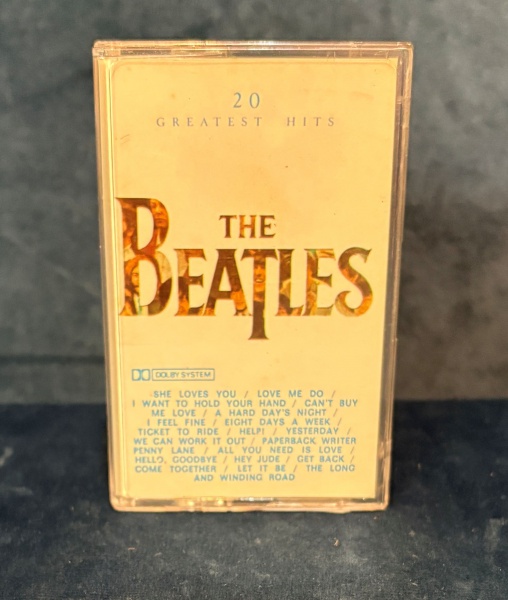 20
GREATEST HITS
THE
BEATLES
DOLBY SYSTEM
SHE LOVES YOU / LOVE ME DO /
I WANT TO HOLD YOUR HAND / CAN'T BUY
ME LOVE / A HARD DAY'S NIGHT /
I FEEL FINE / EIGHT DAYS A WEEK /
TICKET TO RIDE / HELP! / YESTERDAY /
WE CAN WORK IT OUT / PAPERBACK WRITER
PENNY LANE / ALL YOU NEED IS LOVE /
HELLO, GOODBYE / HEY JUDE / GET BACK /
COME TOGETHER / LET IT BE / THE LONG
AND WINDING ROAD